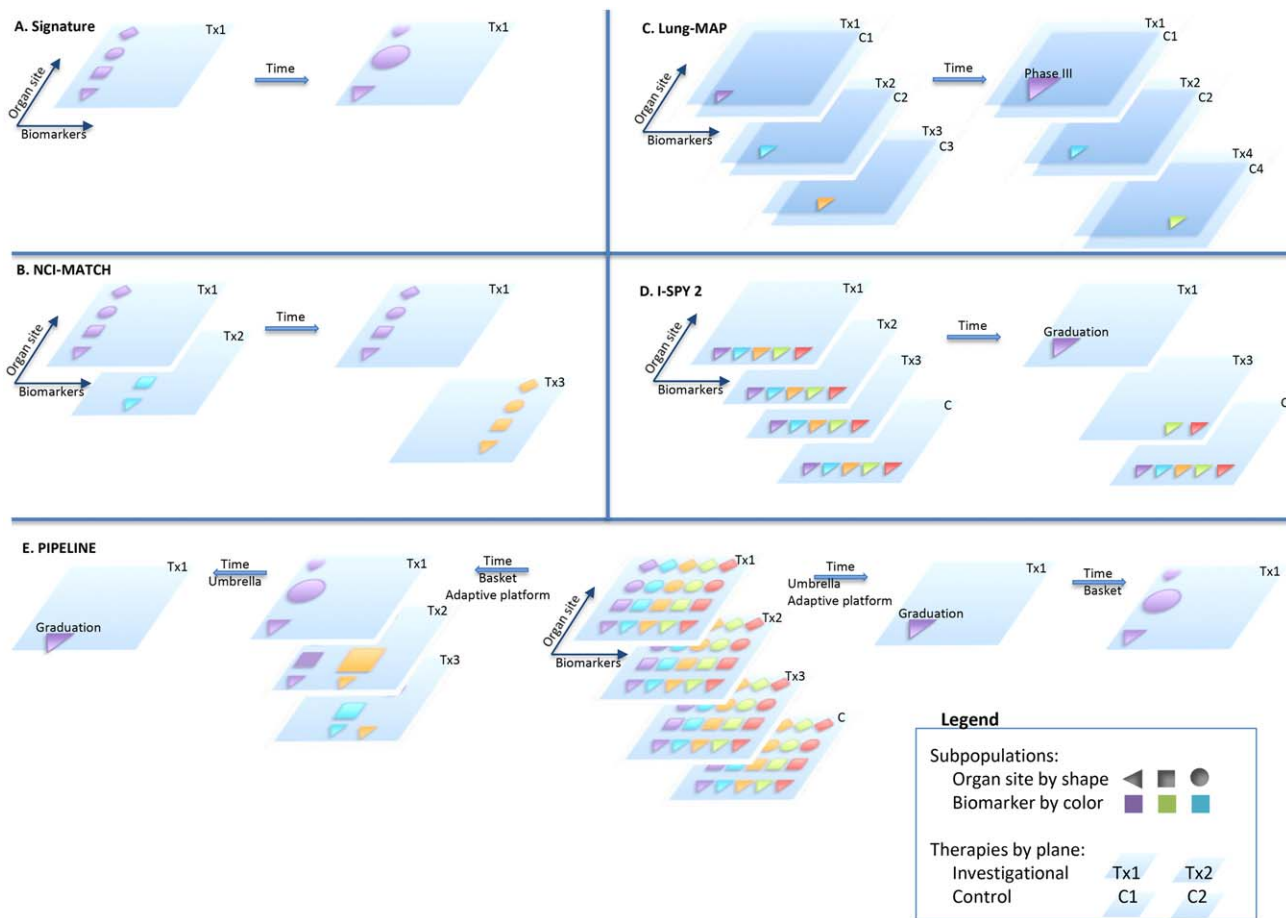 A. Signature
Tx1
Tx1
Time
Organ site
Biomarkers
C. Lung-MAP
Tx1
C1
Tx2
C2
Tx3
C3
Organ site
Biomarkers
Time
Tx1
C1
Phase III
Tx2
C2
Tx4
C4
B. NCI-MATCH
Tx1
Tx2
Organ site
Biomarkers
Time
Tx1
Tx3
D. I-SPY 2
Tx1
Tx2
Tx3
C
Organ site
Biomarkers
Time
Tx1
Graduation
Tx3
C
E. PIPELINE
Tx1
Graduation
Time
Umbrella
Tx1
Tx2
Tx3
Time
Basket
Adaptive platform
Organ site
Biomarkers
Tx1
Tx2
Tx3
C
Time
Umbrella
Adaptive platform
Tx1
Graduation
Time
Basket
Tx1
Legend
Subpopulations:
Organ site by shape
Biomarker by color
Therapies by plane:
Investigational Tx1 Tx2
Control C1 C2